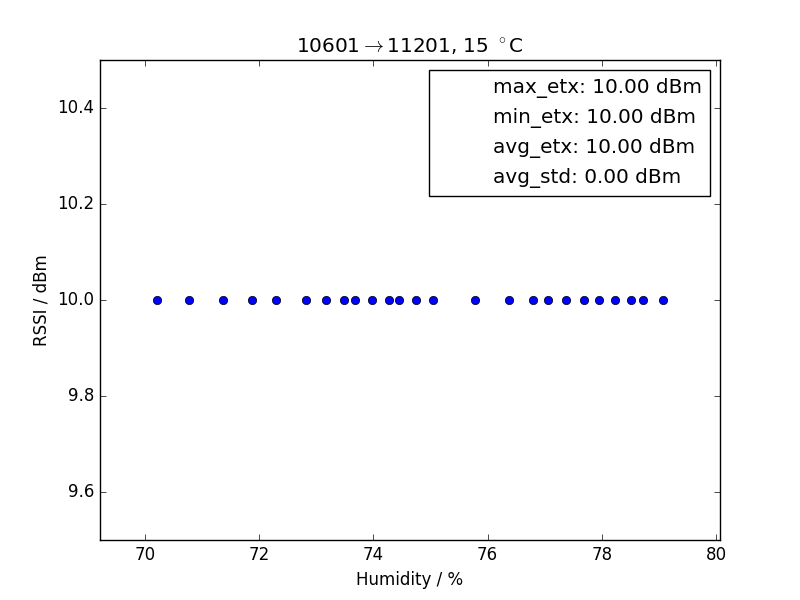 10601→11201, 15 °C
max_etx: 10.00 dBm
min_etx: 10.00 dBm
avg_etx: 10.00 dBm
avg_std: 0.00 dBm
10.4
10.2
10.0
9.8
9.6
RSSI / dBm
70 72 74 76 78 80
Humidity / %